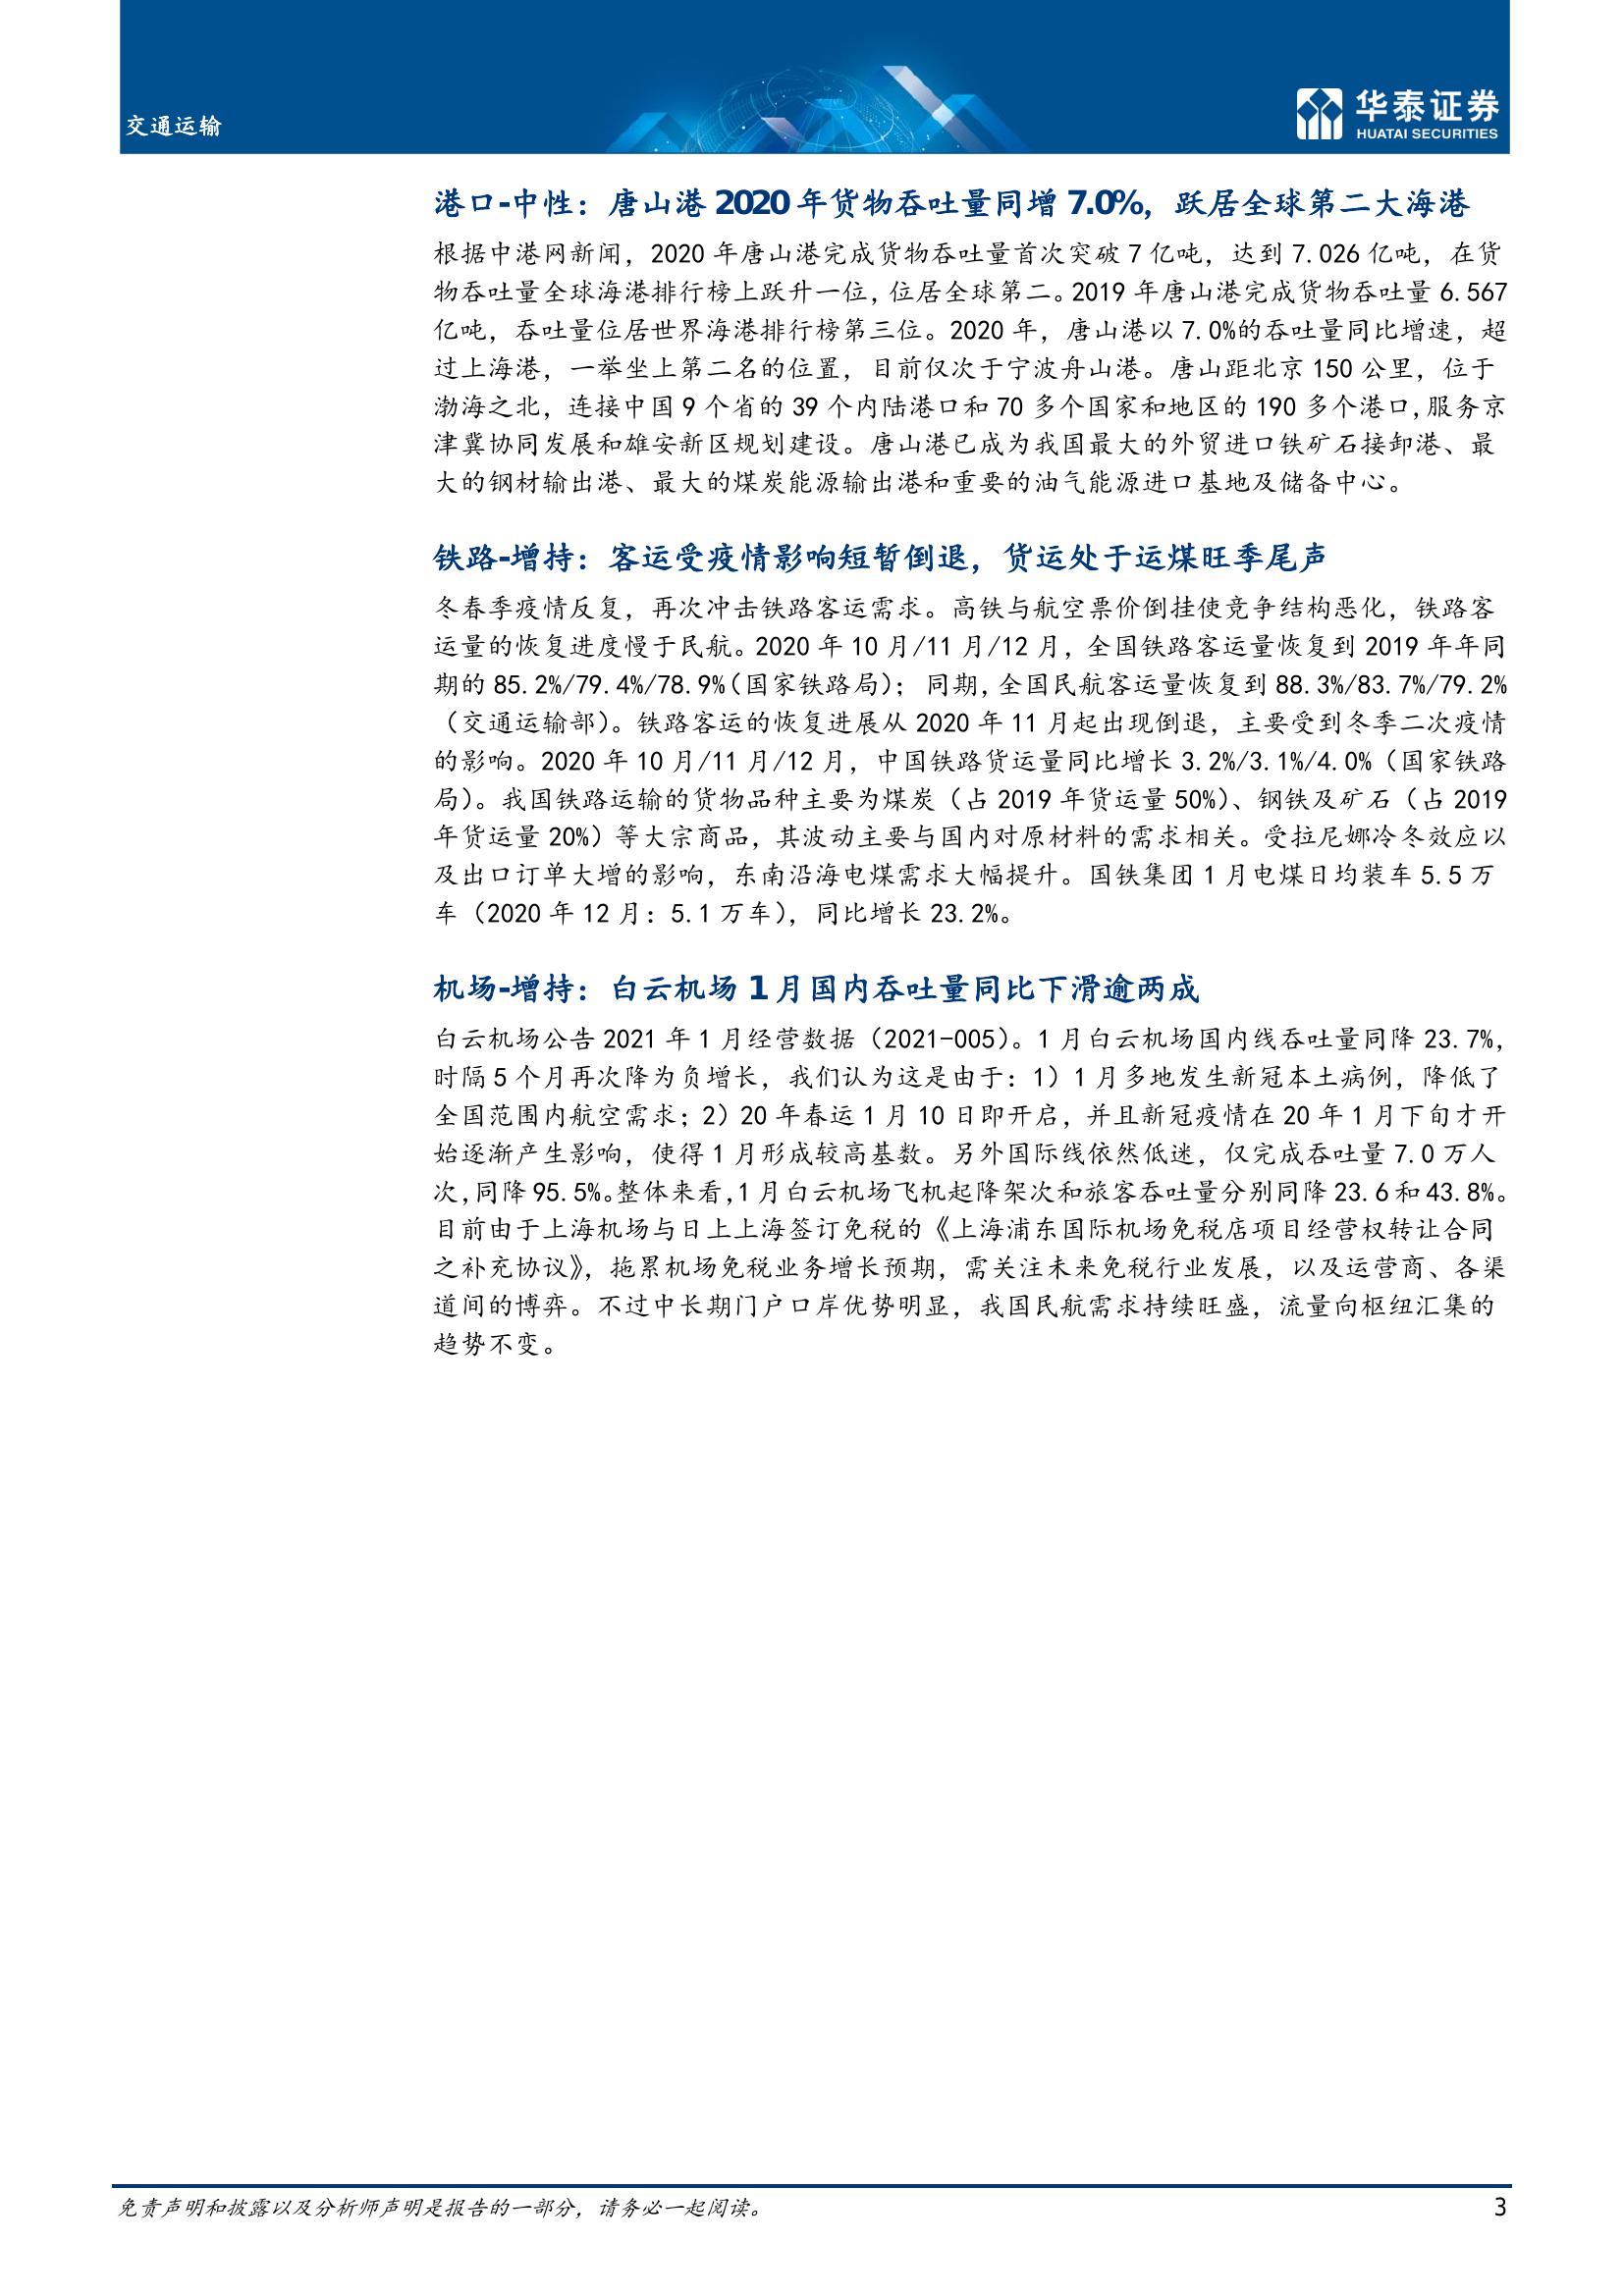 交通运输
华泰证券
HUATAI SECURITIES
港口-中性：唐山港 2020 年货物吞吐量同增 7.0%，跃居全球第二大海港
根据中港网新闻，2020 年唐山港完成货物吞吐量首次突破 7 亿吨，达到 7.026 亿吨，在货
物吞吐量全球海港排行榜上跃升一位，位居全球第二。2019 年唐山港完成货物吞吐量 6.567
亿吨，吞吐量位居世界海港排行榜第三位。2020 年，唐山港以 7.0%的吞吐量同比增速，超
过上海港，一举坐上第二名的位置，目前仅次于宁波舟山港。唐山距北京 150 公里，位于
渤海之北，连接中国 9 个省的 39 个内陆港口和 70 多个国家和地区的 190 多个港口，服务京
津冀协同发展和雄安新区规划建设。唐山港已成为我国最大的外贸进口铁矿石接卸港、最
大的钢材输出港、最大的煤炭能源输出港和重要的油气能源进口基地及储备中心。
铁路-增持：客运受疫情影响短暂倒退，货运处于运煤旺季尾声
冬春季疫情反复，再次冲击铁路客运需求。高铁与航空票价倒挂使竞争结构恶化，铁路客
运量的恢复进度慢于民航。2020 年 10 月/11 月/12 月，全国铁路客运量恢复到 2019 年年同
期的 85.2%/79.4%/78.9%（国家铁路局）； 同期，全国民航客运量恢复到 88.3%/83.7%/79.2%
（交通运输部）。铁路客运的恢复进展从 2020 年 11 月起出现倒退，主要受到冬季二次疫情
的影响。2020 年 10 月/11 月/12 月，中国铁路货运量同比增长 3.2%/3.1%/4.0%（国家铁路
局）。我国铁路运输的货物品种主要为煤炭（占 2019 年货运量 50%）、钢铁及矿石（占 2019
年货运量 20%）等大宗商品，其波动主要与国内对原材料的需求相关。受拉尼娜冷冬效应以
及出口订单大增的影响，东南沿海电煤需求大幅提升。国铁集团 1 月电煤日均装车 5.5 万
车（2020 年 12 月：5.1 万车），同比增长 23.2%。
机场-增持：白云机场 1 月国内吞吐量同比下滑逾两成
白云机场公告 2021 年 1 月经营数据（2021-005）。1 月白云机场国内线吞吐量同降 23.7%，
时隔 5 个月再次降为负增长，我们认为这是由于：1）1 月多地发生新冠本土病例，降低了
全国范围内航空需求；2）20 年春运 1 月 10 日即开启，并且新冠疫情在 20 年 1 月下旬才开
始逐渐产生影响，使得 1 月形成较高基数。另外国际线依然低迷，仅完成吞吐量 7.0 万人
次，同降 95.5%。整体来看，1 月白云机场飞机起降架次和旅客吞吐量分别同降 23.6 和 43.8%。
目前由于上海机场与日上上海签订免税的《上海浦东国际机场免税店项目经营权转让合同
之补充协议》，拖累机场免税业务增长预期，需关注未来免税行业发展，以及运营商、各渠
道间的博弈。不过中长期门户口岸优势明显，我国民航需求持续旺盛，流量向枢纽汇集的
趋势不变。
免责声明和披露以及分析师声明是报告的一部分，请务必一起阅读。
3